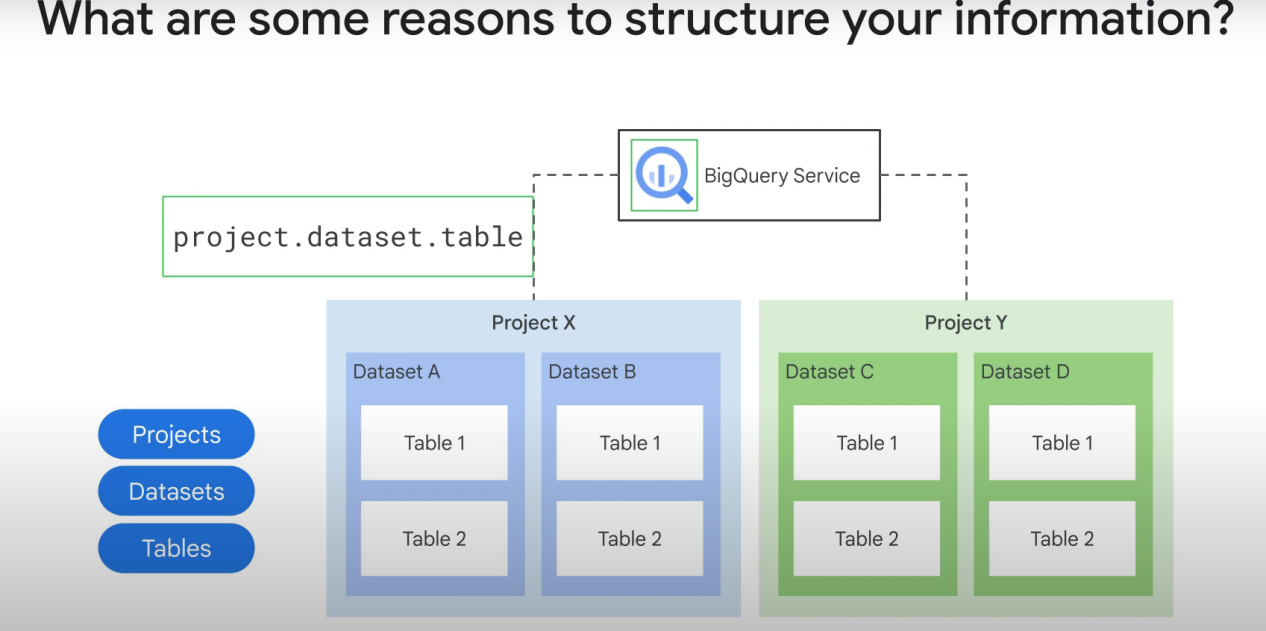 What are some reasons to structure your information?
BigQuery Service
project.dataset.table
Project X
Project Y
Dataset A
Dataset B
Dataset C
Dataset D
Table 1
Table 1
Table 1
Table 1
Table 2
Table 2
Table 2
Table 2
Projects
Datasets
Tables